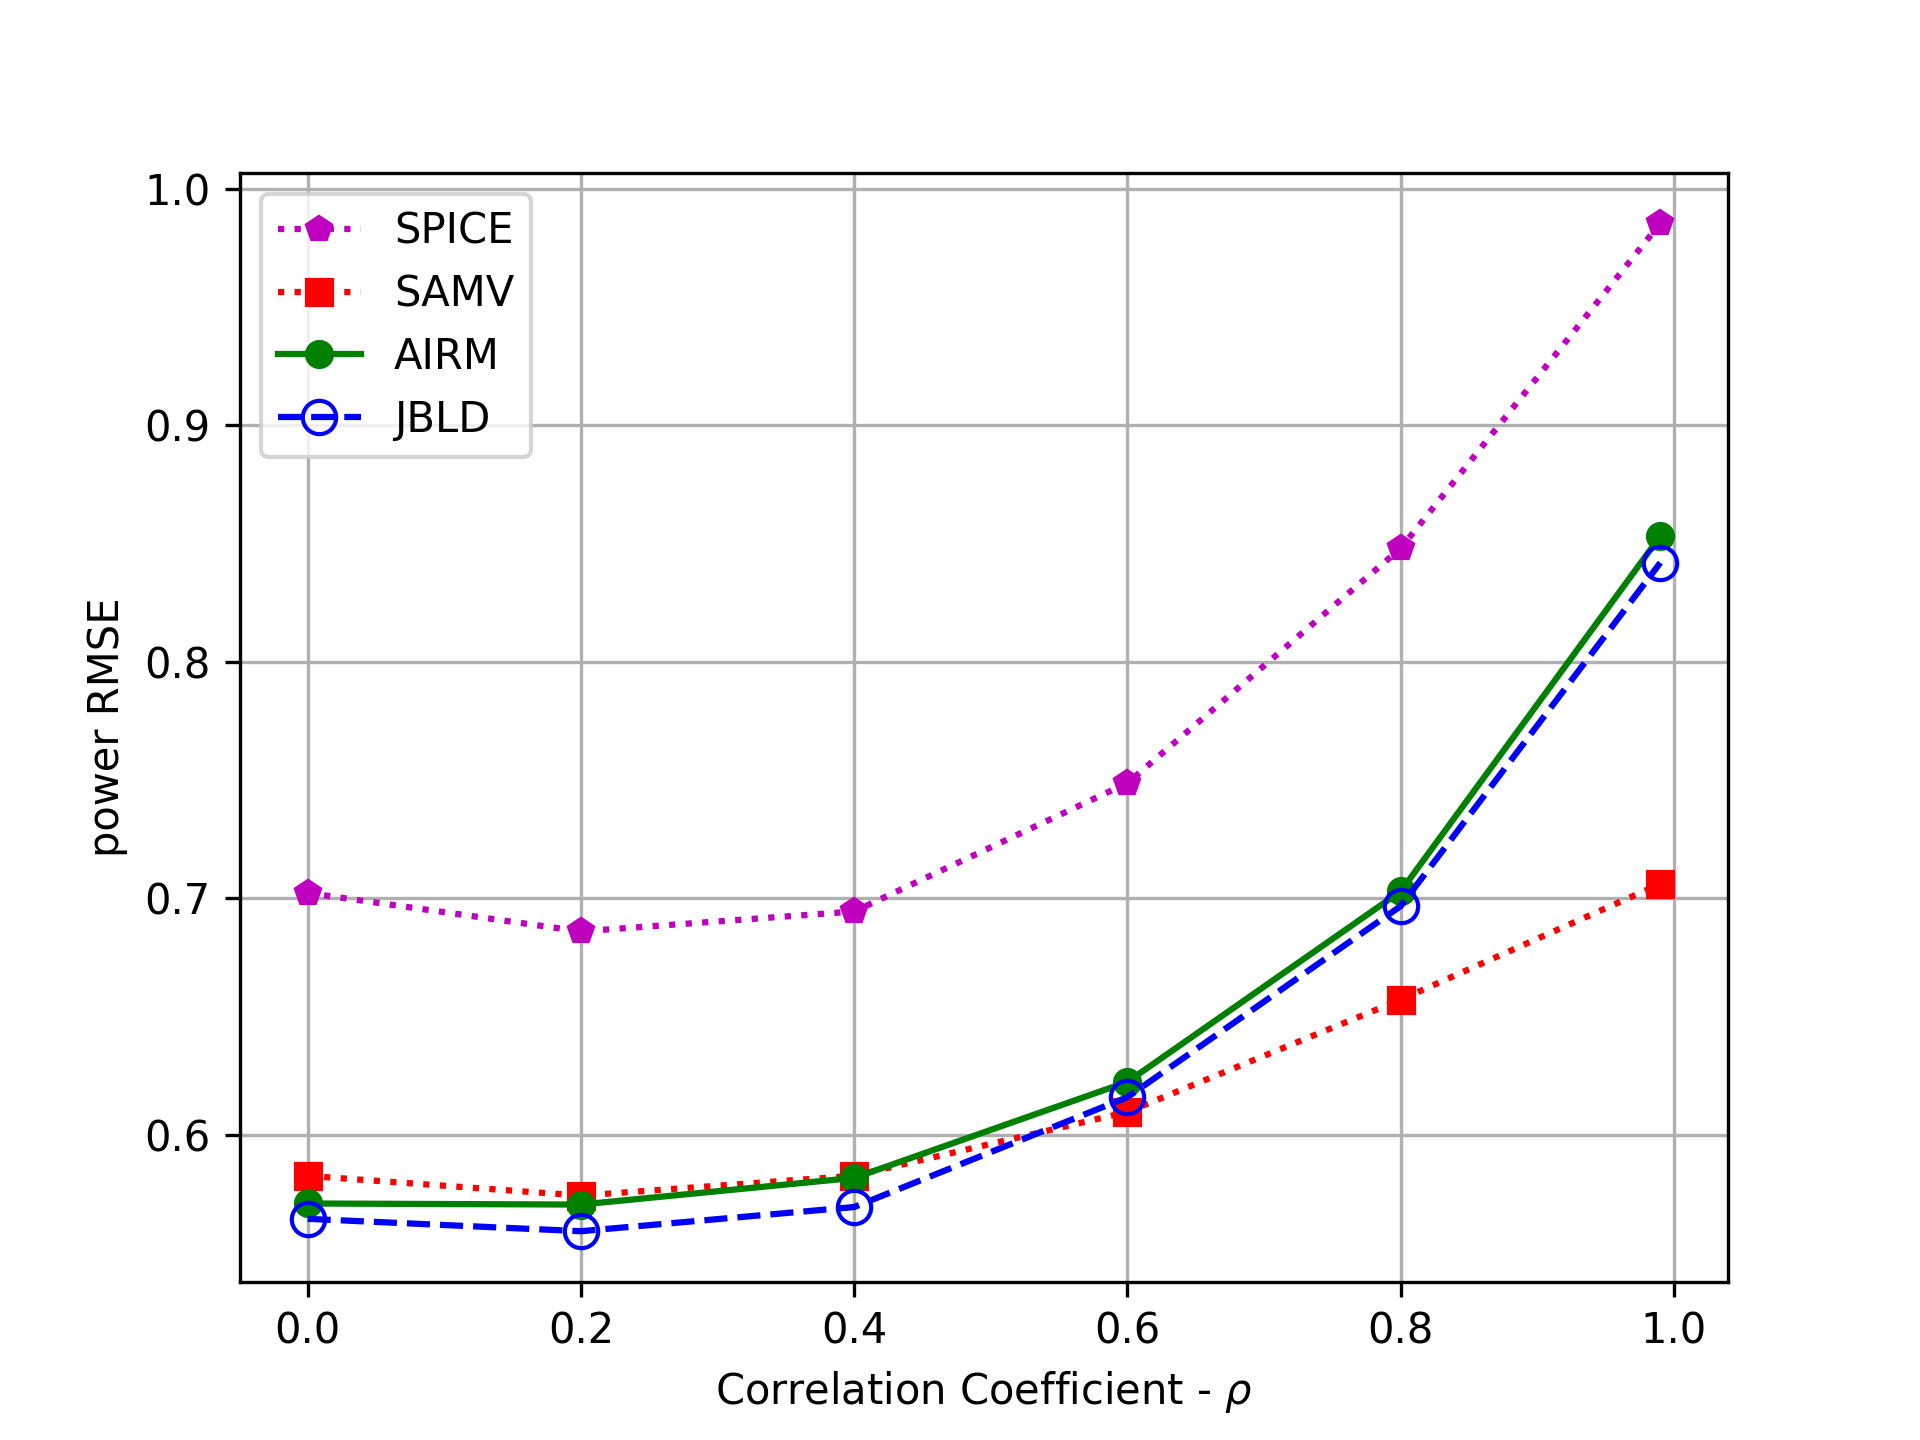 1.0
0.9
0.8
0.7
0.6
power RMSE
SPICE
SAMV
AIRM
JBLD
0.0 0.2 0.4 0.6 0.8 1.0
Correlation Coefficient - ρ